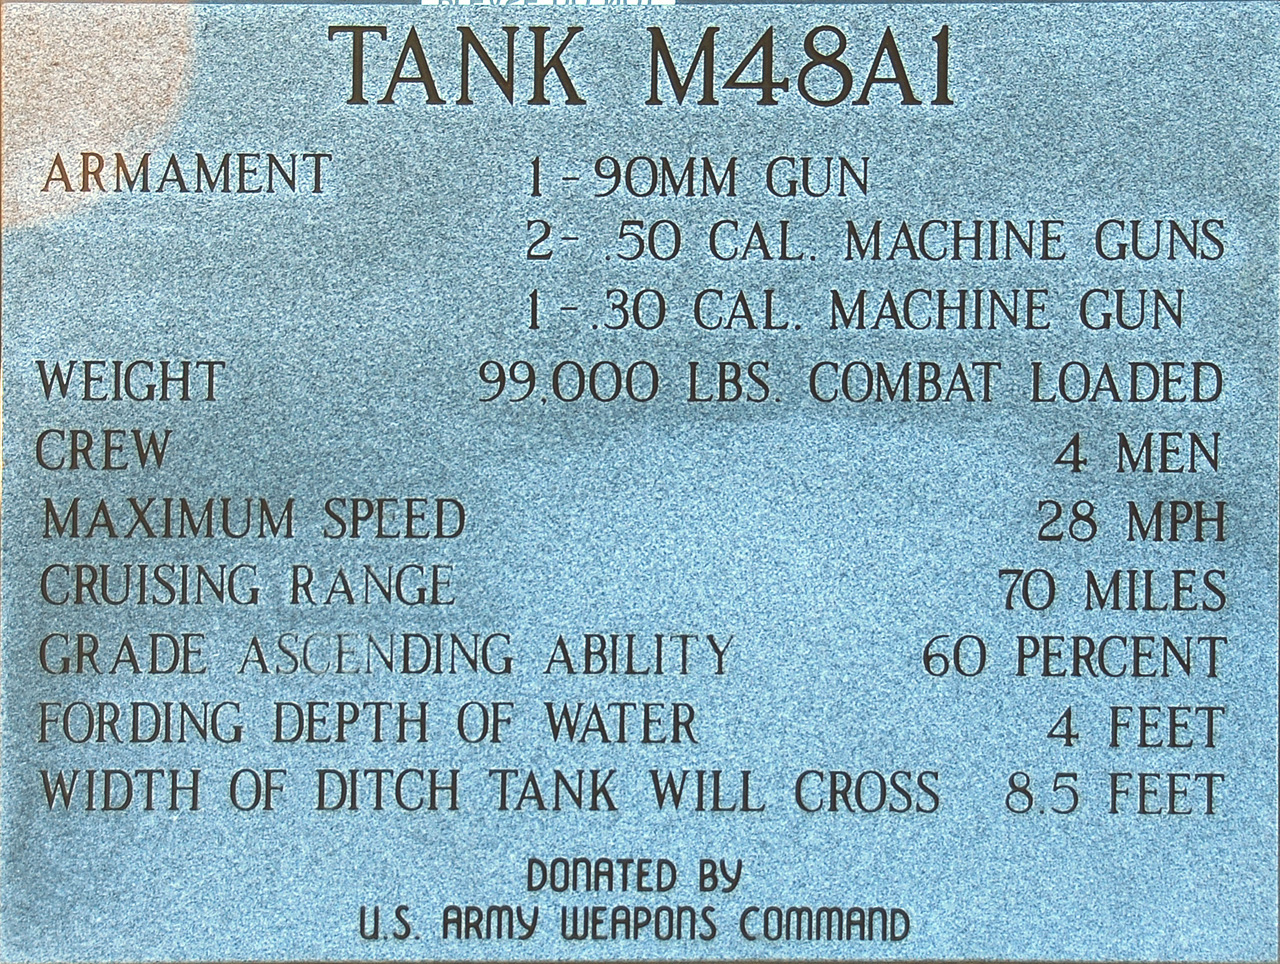 TANK M48A1
ARMAMENT 1 - 90MM GUN
2 - .50 CAL. MACHINE GUNS
1 - .30 CAL. MACHINE GUN
WEIGHT 99,000 LBS. COMBAT LOADED
CREW 4 MEN
MAXIMUM SPEED 28 MPH
CRUISING RANGE 70 MILES
GRADE ASCENDING ABILITY 60 PERCENT
FORDING DEPTH OF WATER 4 FEET
WIDTH OF DITCH TANK WILL CROSS 8.5 FEET
DONATED BY
U.S. ARMY WEAPONS COMMAND